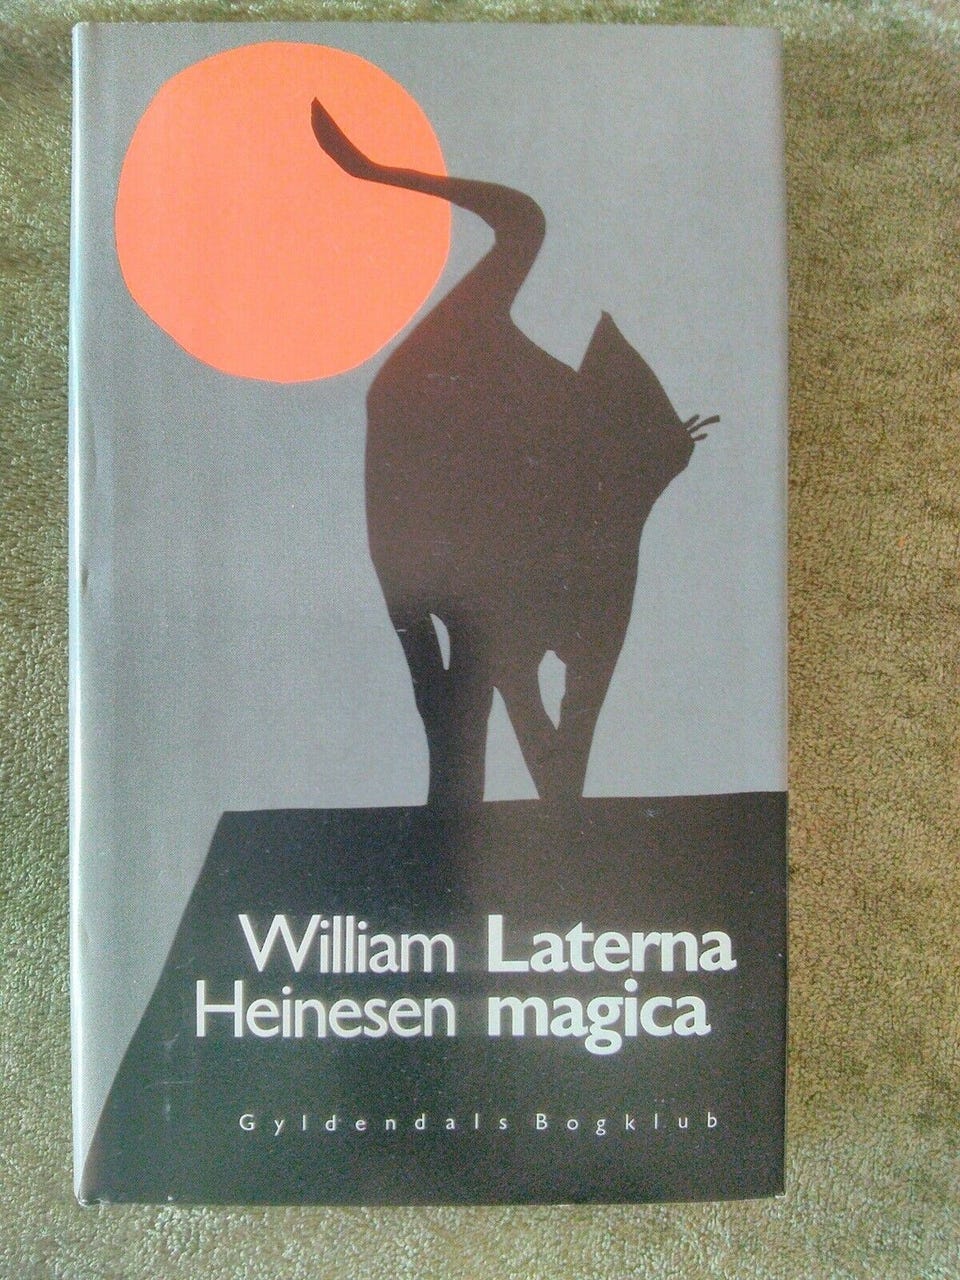 William
Heinesen
Laterna
magica
Gyldendals Bogklub